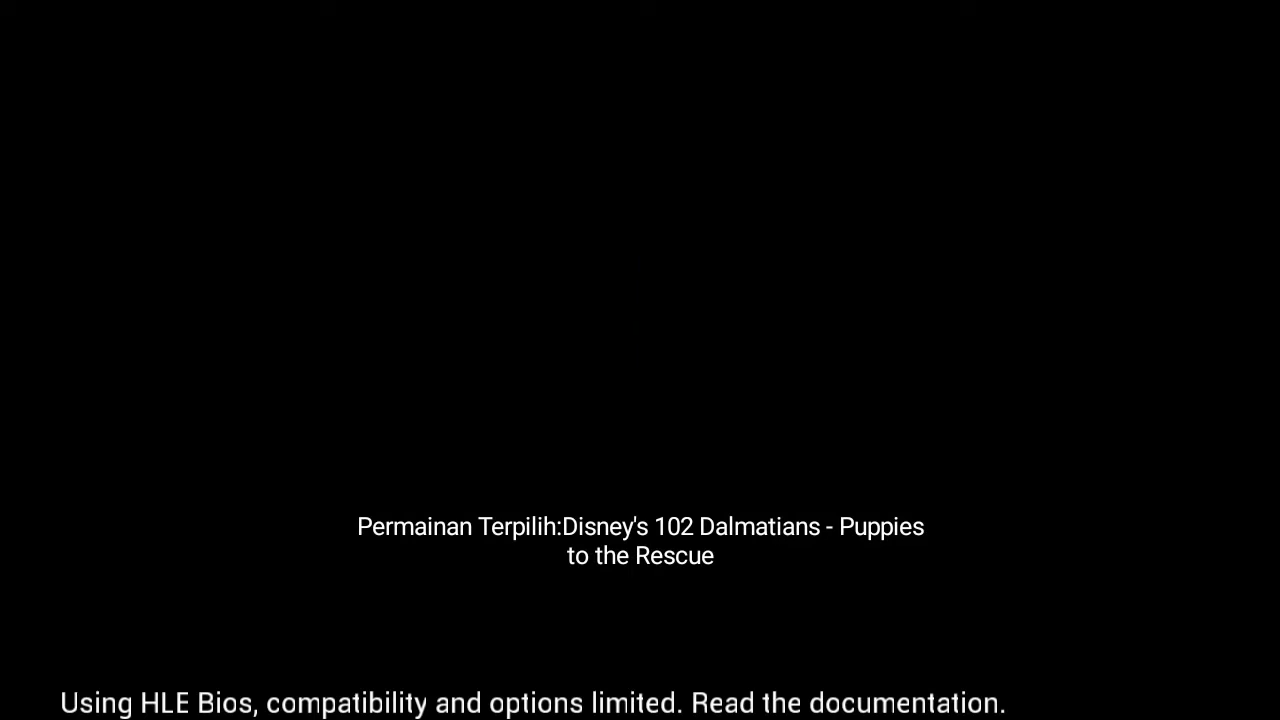 Permainan Terpilih:Disney's 102 Dalmatians - Puppies
to the Rescue
Using HLE Bios, compatibility and options limited. Read the documentation.